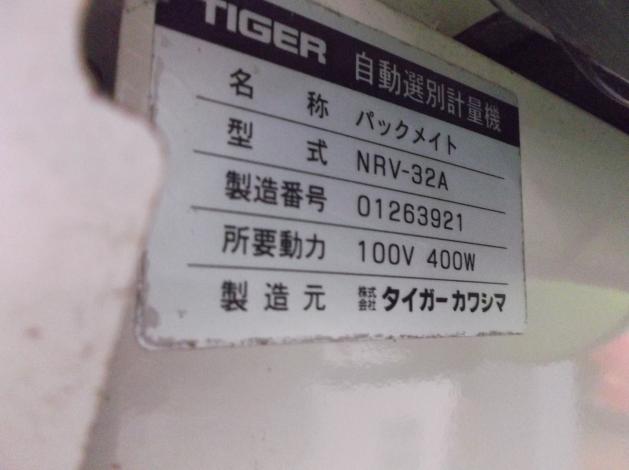 TIGER 自動選別計量機
名称 パックメイト
型式 NRV-32A
製造番号 01263921
所要動力 100V 400W
製造元 株式会社 タイガーカワシマ